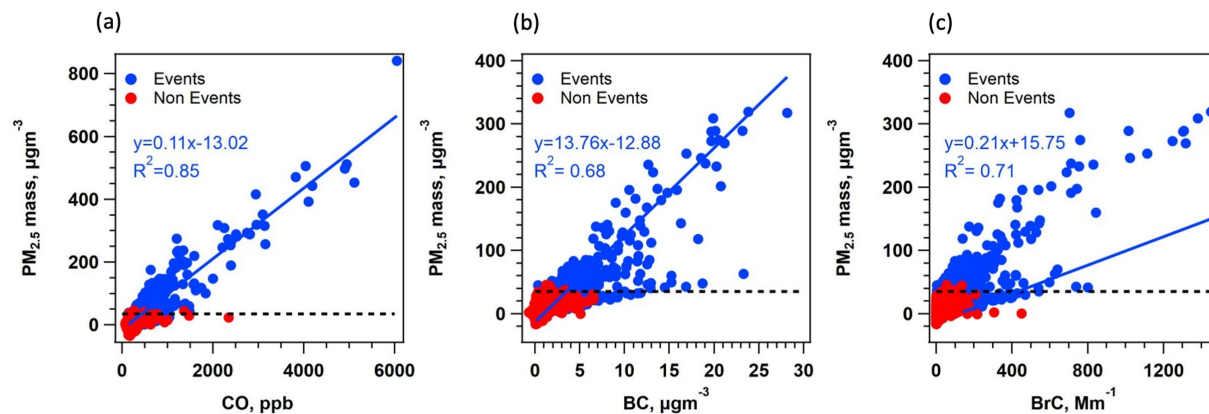 (a)
800
600
400
200
0
0 2000 4000 6000
PM2.5 mass, µgm⁻³
CO, ppb
Events
Non Events
y=0.11x-13.02
R²=0.85
(b)
400
300
200
100
0
0 5 10 15 20 25 30
PM2.5 mass, µgm⁻³
BC, µgm⁻³
Events
Non Events
y=13.76x-12.88
R²= 0.68
(c)
400
300
200
100
0
0 400 800 1200
PM2.5 mass, µgm⁻³
BrC, Mm⁻¹
Events
Non Events
y=0.21x+15.75
R²= 0.71